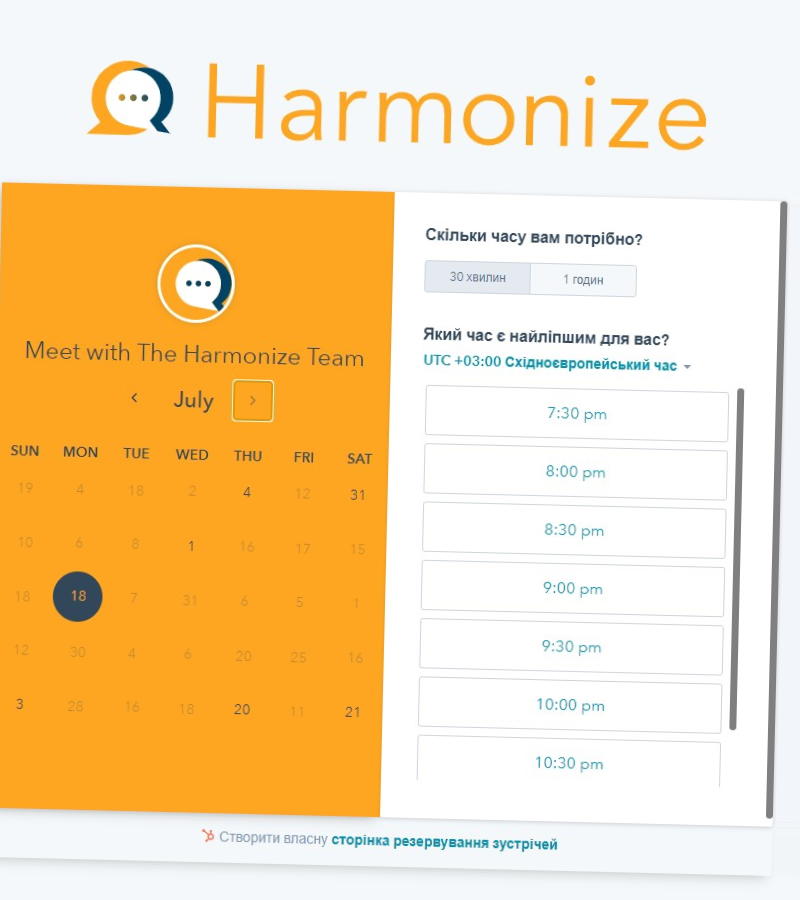 Harmonize
Meet with The Harmonize Team
July
SUN MON TUE WED THU FRI SAT
19 4 18 2 4 12 31
10 6 8 1 16 17 15
18 18 7 31 6 5 1
12 30 4 6 20 25 16
3 28 16 18 20 11 21
Скільки часу вам потрібно?
30 хвилин 1 годин
Який час є найліпшим для вас?
UTC +03:00 Східноєвропейський час
7:30 pm
8:00 pm
8:30 pm
9:00 pm
9:30 pm
10:00 pm
10:30 pm
Створити власну сторінка резервування зустрічей